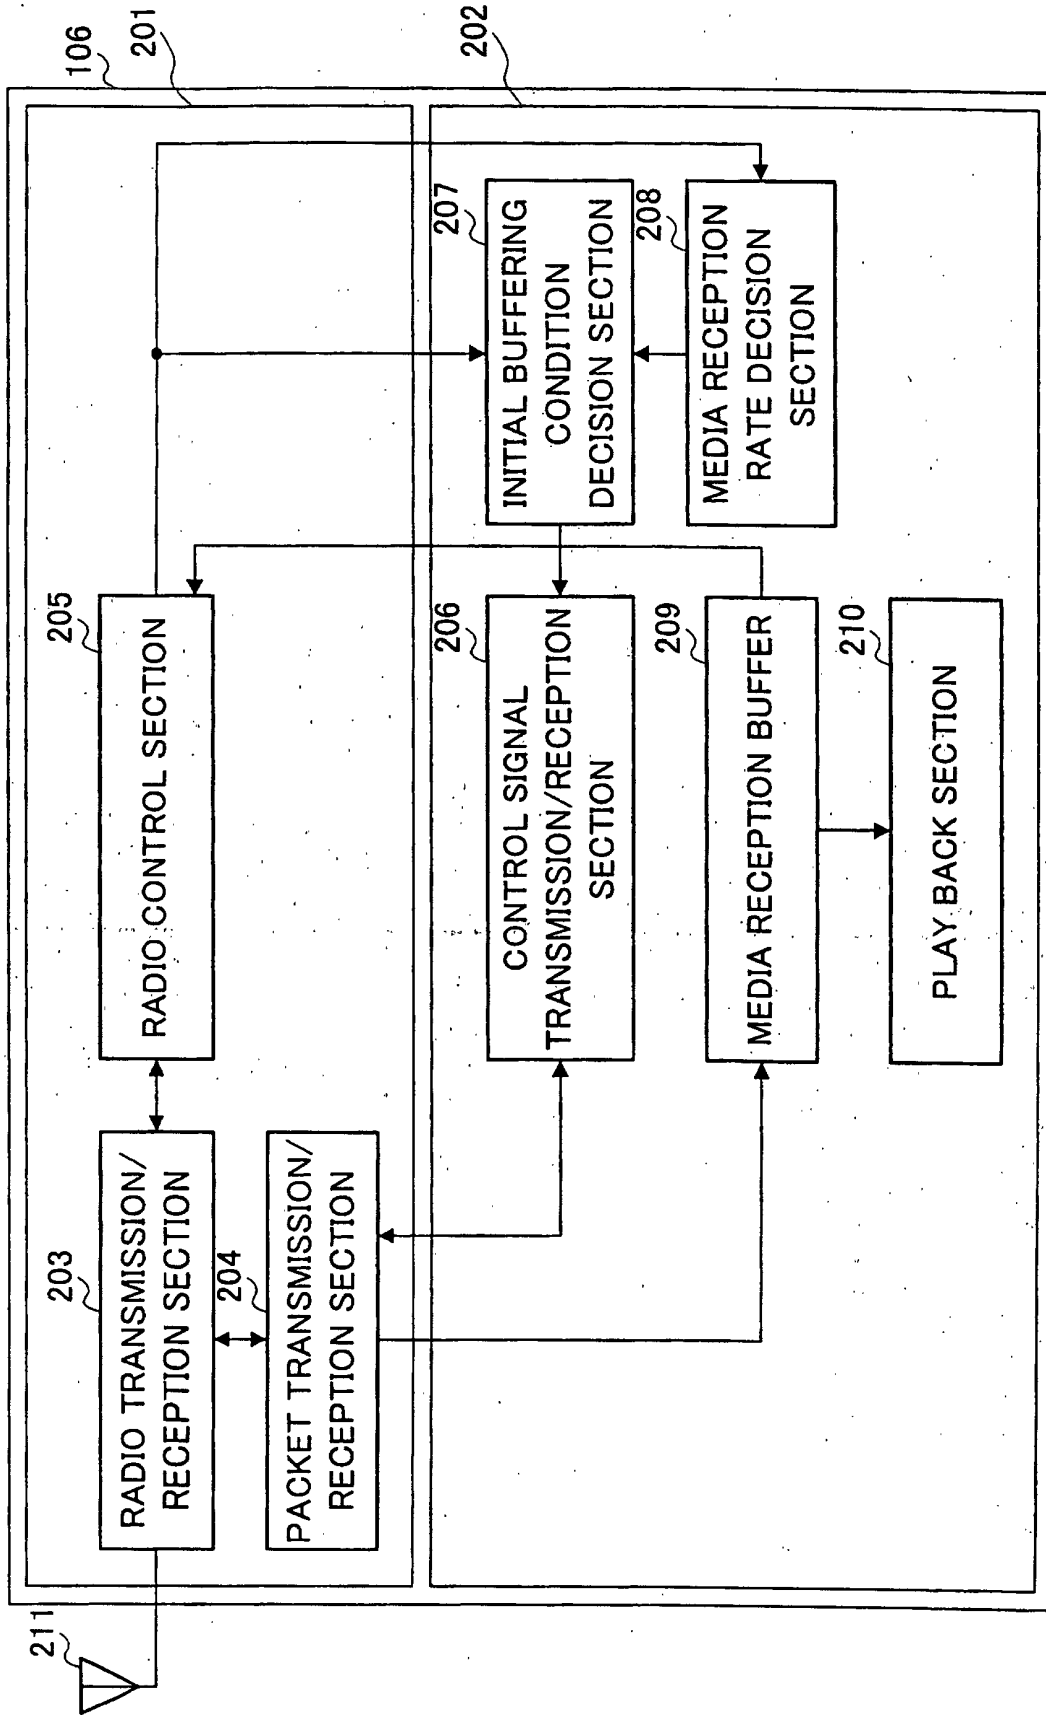 106
201
202
211
203
RADIO TRANSMISSION/
RECEPTION SECTION
205
RADIO CONTROL SECTION
204
PACKET TRANSMISSION/
RECEPTION SECTION
206
CONTROL SIGNAL
TRANSMISSION/RECEPTION
SECTION
207
INITIAL BUFFERING
CONDITION
DECISION SECTION
209
MEDIA RECEPTION BUFFER
208
MEDIA RECEPTION
RATE DECISION
SECTION
210
PLAY BACK SECTION